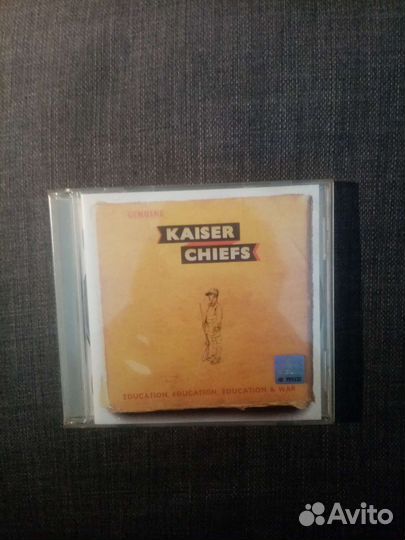 GENUINE
KAISER
CHIEFS
EDUCATION, EDUCATION, EDUCATION & WAR
Avito